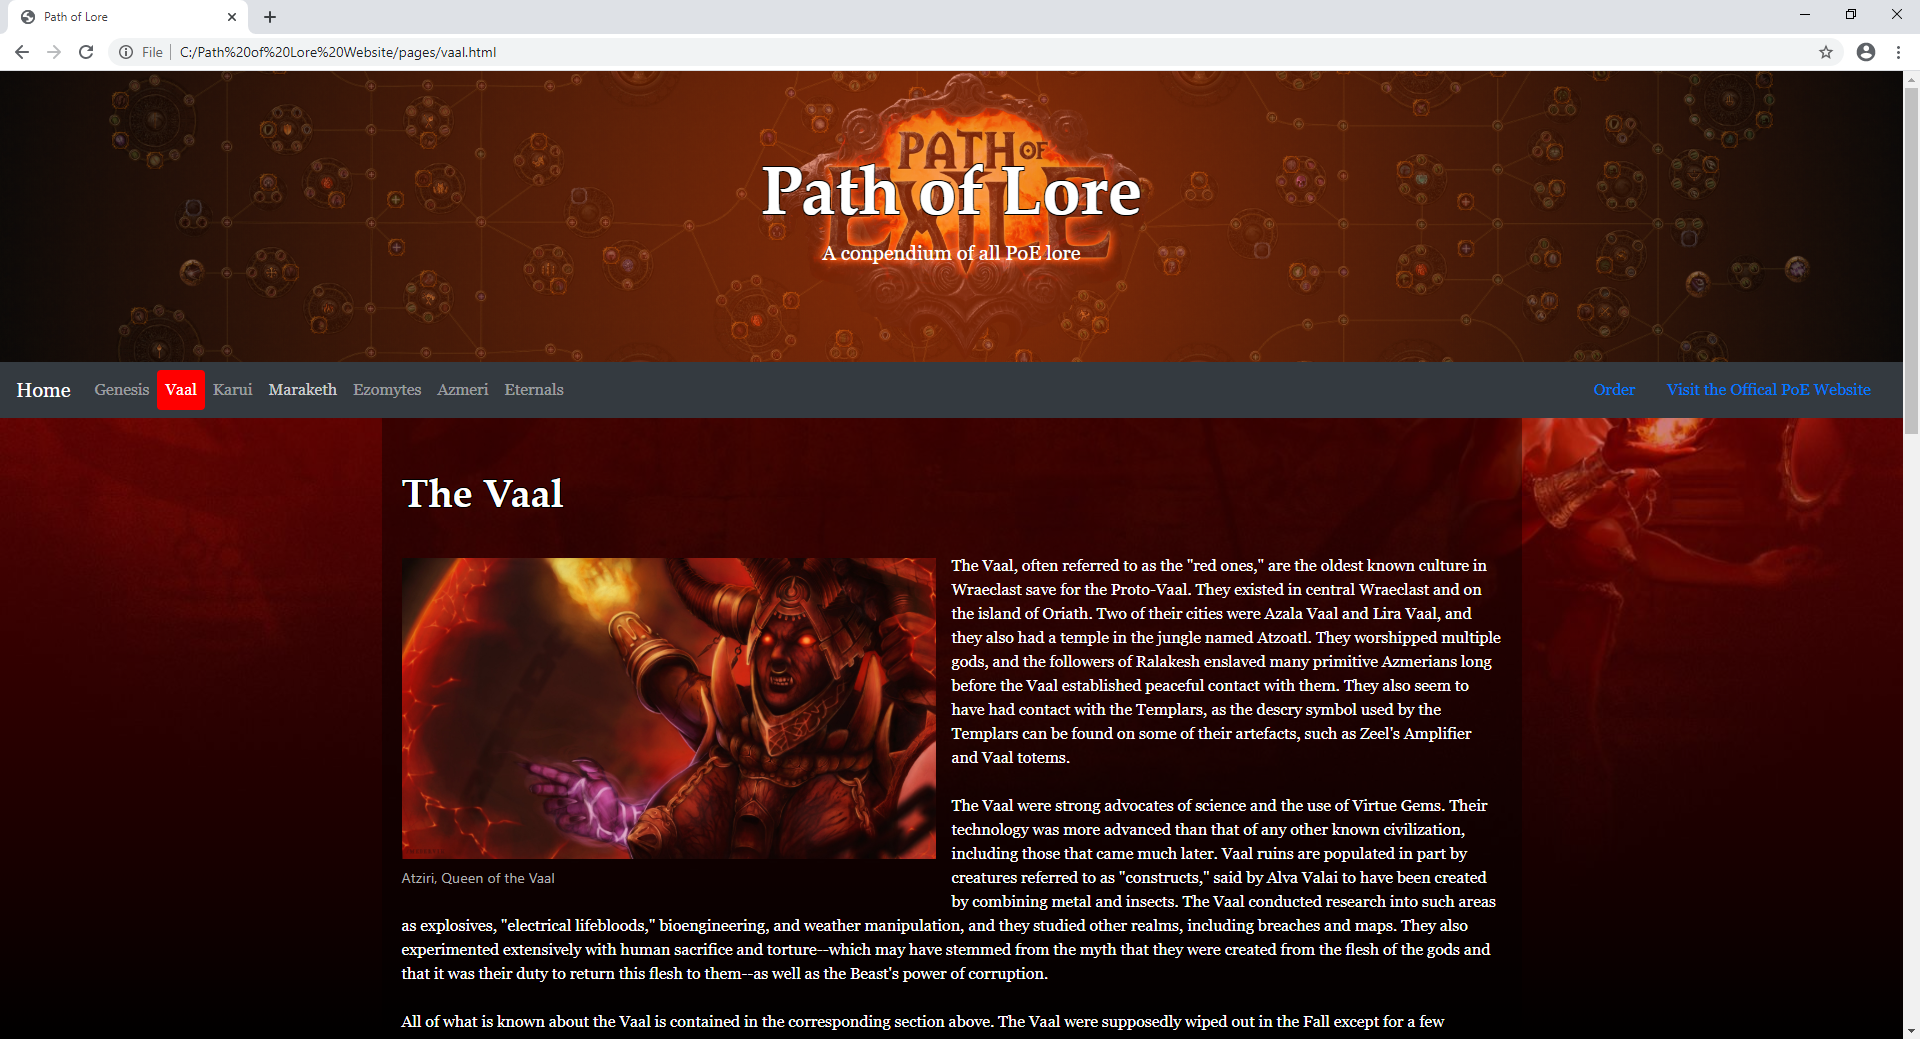 Path of Lore
File
C:/Path%20of%20Lore%20Website/pages/vaal.html
PATH OF
EXILE
Path of Lore
A conpendium of all PoE lore
Home Genesis Vaal Karui Maraketh Ezomytes Azmeri Eternals Order Visit the Offical PoE Website
The Vaal
The Vaal, often referred to as the "red ones," are the oldest known culture in
Wraeclast save for the Proto-Vaal. They existed in central Wraeclast and on
the island of Oriath. Two of their cities were Azala Vaal and Lira Vaal, and
they also had a temple in the jungle named Atzoatl. They worshipped multiple
gods, and the followers of Ralakesh enslaved many primitive Azmerians long
before the Vaal established peaceful contact with them. They also seem to
have had contact with the Templars, as the descry symbol used by the
Templars can be found on some of their artefacts, such as Zeel's Amplifier
and Vaal totems.
Atziri, Queen of the Vaal
The Vaal were strong advocates of science and the use of Virtue Gems. Their
technology was more advanced than that of any other known civilization,
including those that came much later. Vaal ruins are populated in part by
creatures referred to as "constructs," said by Alva Valai to have been created
by combining metal and insects. The Vaal conducted research into such areas
as explosives, "electrical lifebloods," bioengineering, and weather manipulation, and they studied other realms, including breaches and maps. They also
experimented extensively with human sacrifice and torture--which may have stemmed from the myth that they were created from the flesh of the gods and
that it was their duty to return this flesh to them--as well as the Beast's power of corruption.
All of what is known about the Vaal is contained in the corresponding section above. The Vaal were supposedly wiped out in the Fall except for a few